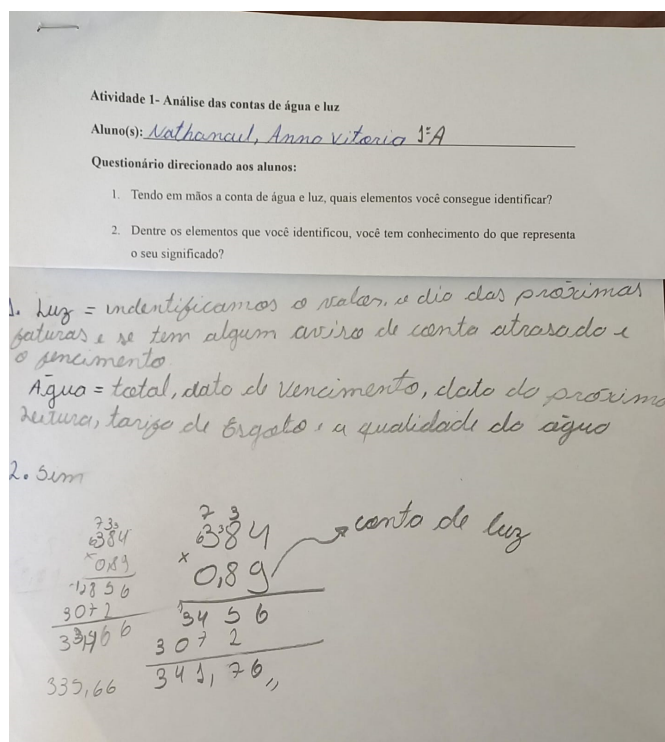 Atividade 1- Análise das contas de água e luz
Aluno(s): Nathanael, Anna Vitoria 1ªA
Questionário direcionado aos alunos:
1. Tendo em mãos a conta de água e luz, quais elementos você consegue identificar?
2. Dentre os elementos que você identificou, você tem conhecimento do que representa
o seu significado?
1. Luz = indentificamos o valor, o dia das próximas
faturas e se tem algum aviso de conta atrasada e
o vencimento
Água = total, data de vencimento, data da próxima
leitura, tarifa de Esgoto e a qualidade da água
2. Sim
384
x 0,89
3072
335,66
7 3
384
x 0,89
3456
3072
341,76
conta de luz